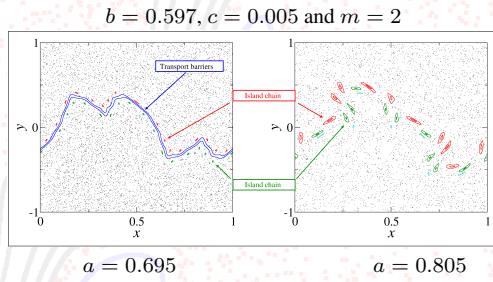 b = 0.597, c = 0.005 and m = 2
1
0
-1
y
0
0.5
1
x
Transport barriers
Island chain
Island chain
1
0
-1
y
0
0.5
1
x
a = 0.695
a = 0.805